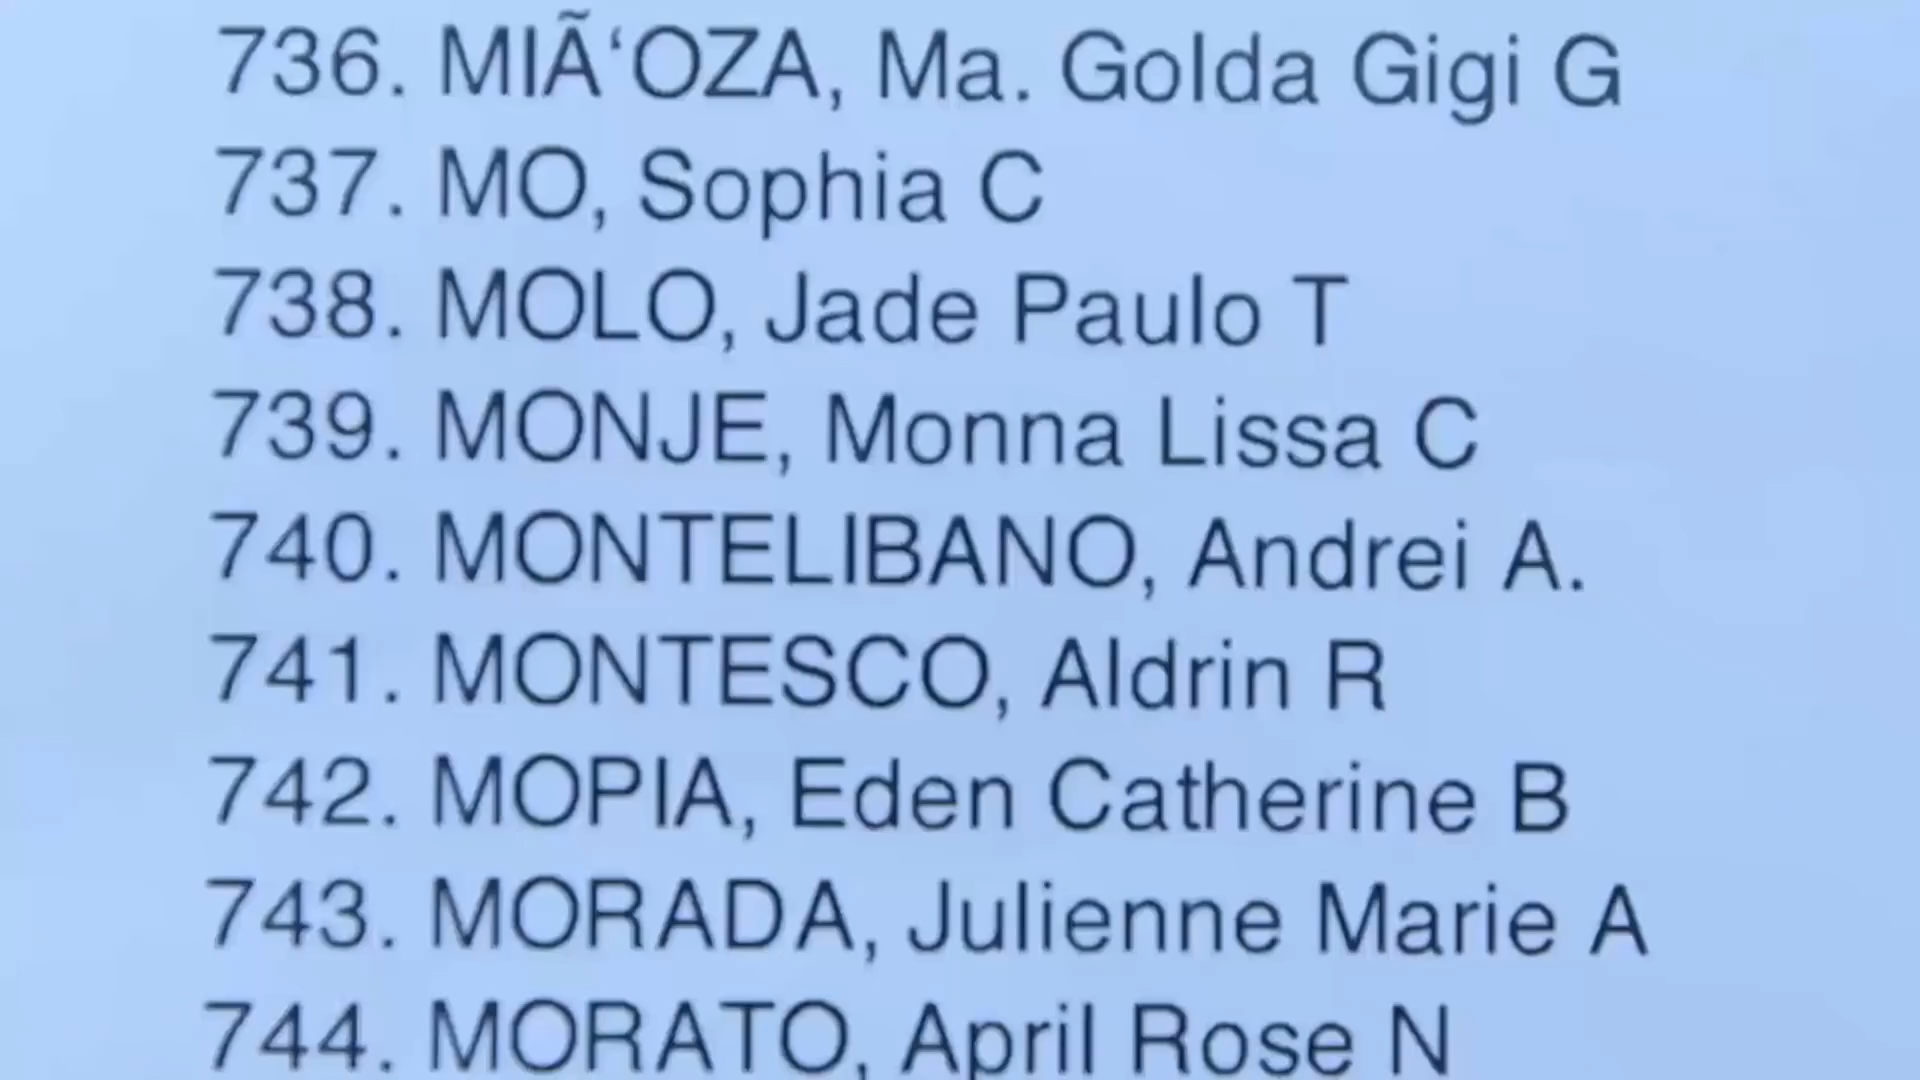 736. MIÃ‘OZA, Ma. Golda Gigi G
737. MO, Sophia C
738. MOLO, Jade Paulo T
739. MONJE, Monna Lissa C
740. MONTELIBANO, Andrei A.
741. MONTESCO, Aldrin R
742. MOPIA, Eden Catherine B
743. MORADA, Julienne Marie A
744. MORATO, April Rose N